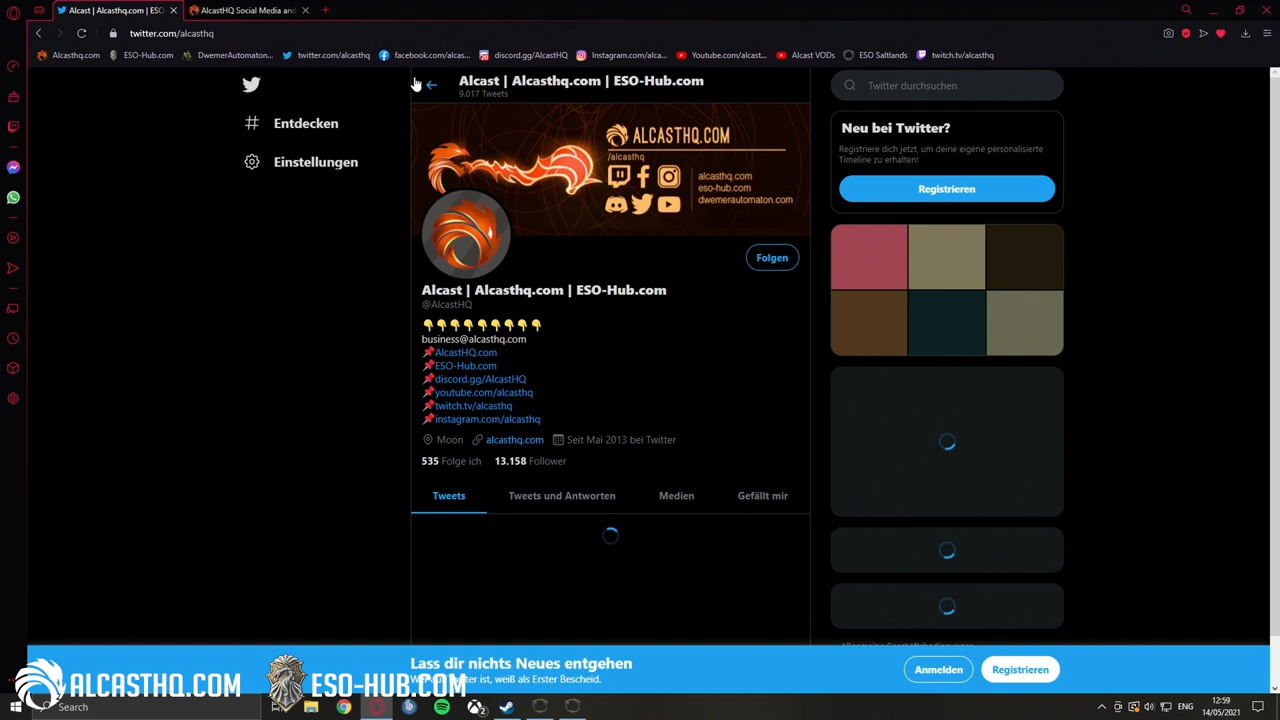 Alcast | Alcasthq.com | ESO
AlcastHQ Social Media and
twitter.com/alcasthq
Alcasthq.com
ESO-Hub.com
DwemerAutomaton...
twitter.com/alcasthq
facebook.com/alcas...
discord.gg/AlcastHQ
Instagram.com/alca...
Youtube.com/alcast...
Alcast VODs
ESO Saltlands
twitch.tv/alcasthq
Entdecken
Einstellungen
Alcast | Alcasthq.com | ESO-Hub.com
9.017 Tweets
ALCASTHQ.COM
/alcasthq
alcasthq.com
eso-hub.com
dwemerautomaton.com
Folgen
Alcast | Alcasthq.com | ESO-Hub.com
@AlcastHQ
👇👇👇👇👇👇👇👇👇
business@alcasthq.com
📌AlcastHQ.com
📌ESO-Hub.com
📌discord.gg/AlcastHQ
📌youtube.com/alcasthq
📌twitch.tv/alcasthq
📌instagram.com/alcasthq
Moon alcasthq.com Seit Mai 2013 bei Twitter
535 Folge ich 13.158 Follower
Tweets
Tweets und Antworten
Medien
Gefällt mir
Twitter durchsuchen
Neu bei Twitter?
Registriere dich jetzt, um deine eigene personalisierte
Timeline zu erhalten!
Registrieren
Lass dir nichts Neues entgehen
ist, weiß als Erster Bescheid.
Anmelden
Registrieren
ALCASTHQ.COM
ESO-HUB.COM
Search
ENG
12:59
14/05/2021